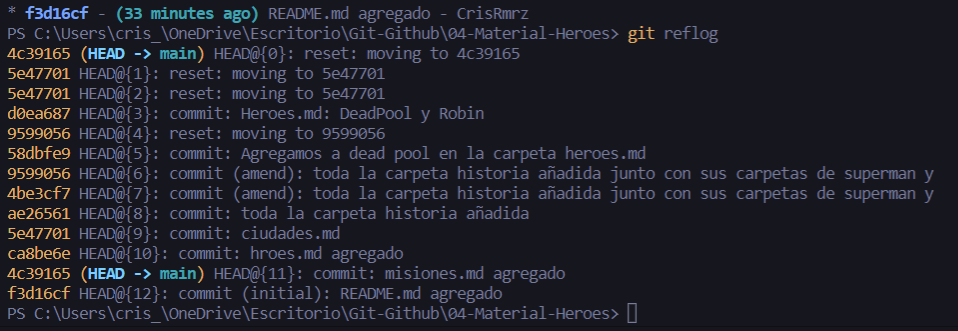 * f3d16cf - (33 minutes ago) README.md agregado - CrisRmrz
PS C:\Users\cris_\OneDrive\Escritorio\Git-Github\04-Material-Heroes> git reflog
4c39165 (HEAD -> main) HEAD@{0}: reset: moving to 4c39165
5e47701 HEAD@{1}: reset: moving to 5e47701
5e47701 HEAD@{2}: reset: moving to 5e47701
d0ea687 HEAD@{3}: commit: Heroes.md: DeadPool y Robin
9599056 HEAD@{4}: reset: moving to 9599056
58dbfe9 HEAD@{5}: commit: Agregamos a dead pool en la carpeta heroes.md
9599056 HEAD@{6}: commit (amend): toda la carpeta historia añadida junto con sus carpetas de superman y
4be3cf7 HEAD@{7}: commit (amend): toda la carpeta historia añadida junto con sus carpetas de superman y
ae26561 HEAD@{8}: commit: toda la carpeta historia añadida
5e47701 HEAD@{9}: commit: ciudades.md
ca8be6e HEAD@{10}: commit: hroes.md agregado
4c39165 (HEAD -> main) HEAD@{11}: commit: misiones.md agregado
f3d16cf HEAD@{12}: commit (initial): README.md agregado
PS C:\Users\cris_\OneDrive\Escritorio\Git-Github\04-Material-Heroes>